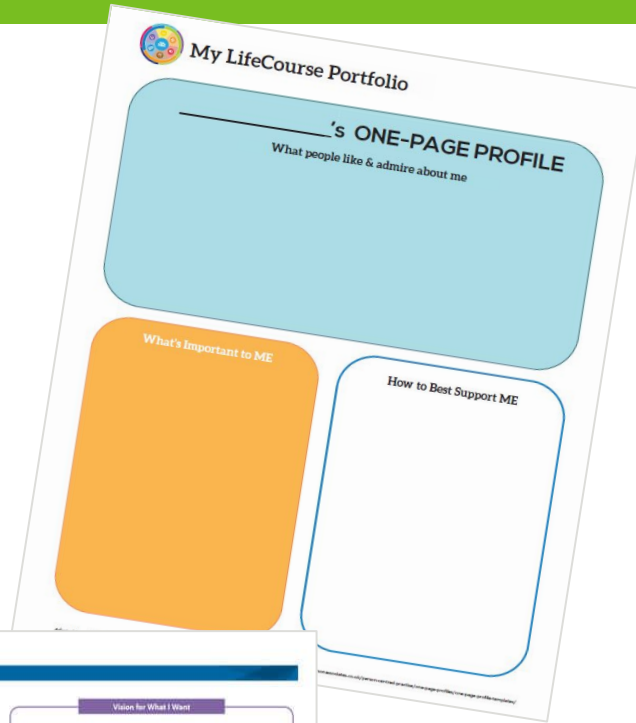 My LifeCourse Portfolio
_______________'s ONE-PAGE PROFILE
What people like & admire about me
What's Important to ME
How to Best Support ME
Vision for What I Want